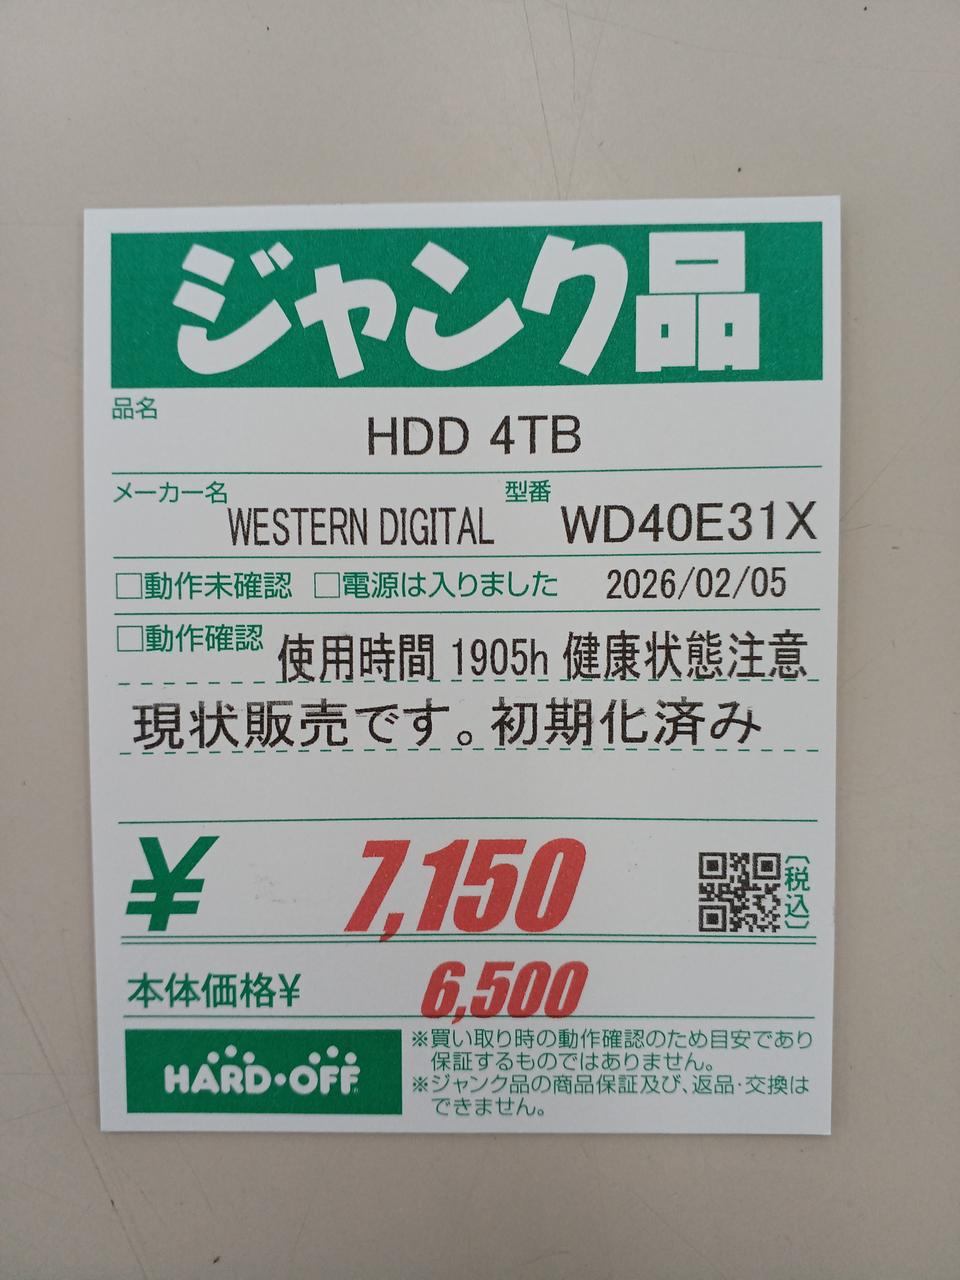 ジャンク品
品名
HDD 4TB
メーカー名 WESTERN DIGITAL 型番 WD40E31X
□動作未確認 □電源は入りました 2026/02/05
□動作確認 使用時間 1905h 健康状態注意
現状販売です。初期化済み
¥ 7,150 〔税込〕
本体価格¥ 6,500
HARD・OFF
※買い取り時の動作確認のため目安であり
保証するものではありません。
※ジャンク品の商品保証及び、返品・交換は
できません。